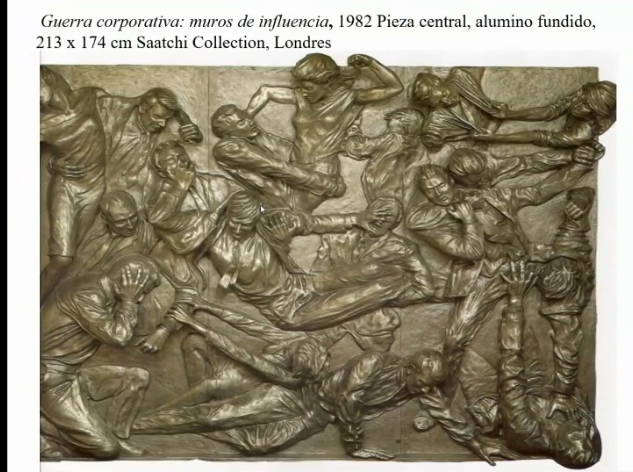 Guerra corporativa: muros de influencia, 1982 Pieza central, alumino fundido,
213 x 174 cm Saatchi Collection, Londres